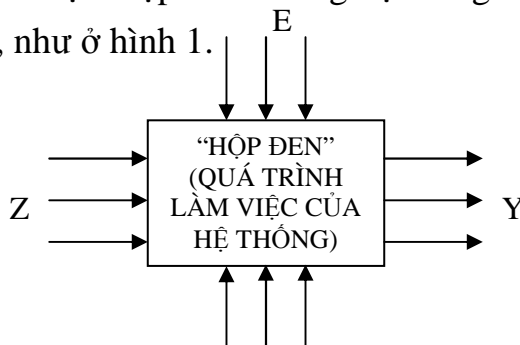 E
, như ở hình 1.
“HỘP ĐEN”
(QUÁ TRÌNH
LÀM VIỆC CỦA
HỆ THỐNG)
Z
Y